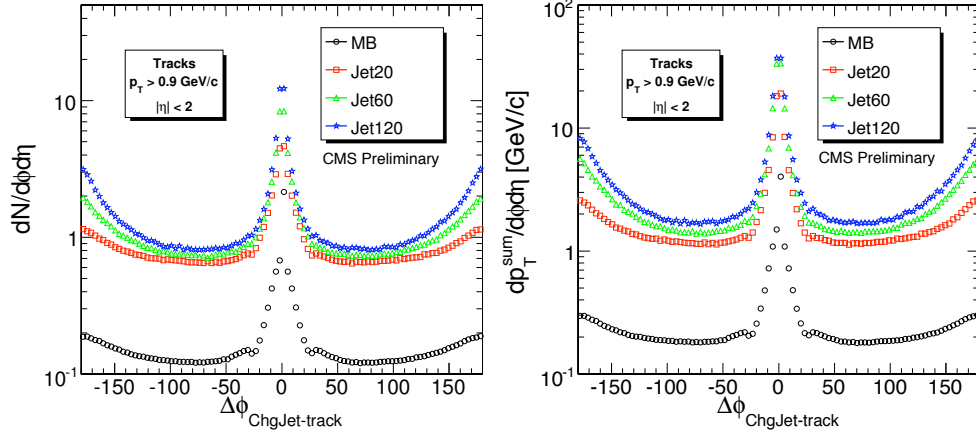 dN/dφdη
10
1
10-1
Tracks
pT > 0.9 GeV/c
|η| < 2
MB
Jet20
Jet60
Jet120
CMS Preliminary
-150 -100 -50 0 50 100 150
ΔφChgJet-track
dpTsum/dφdη [GeV/c]
102
10
1
10-1
Tracks
pT > 0.9 GeV/c
|η| < 2
MB
Jet20
Jet60
Jet120
CMS Preliminary
-150 -100 -50 0 50 100 150
ΔφChgJet-track